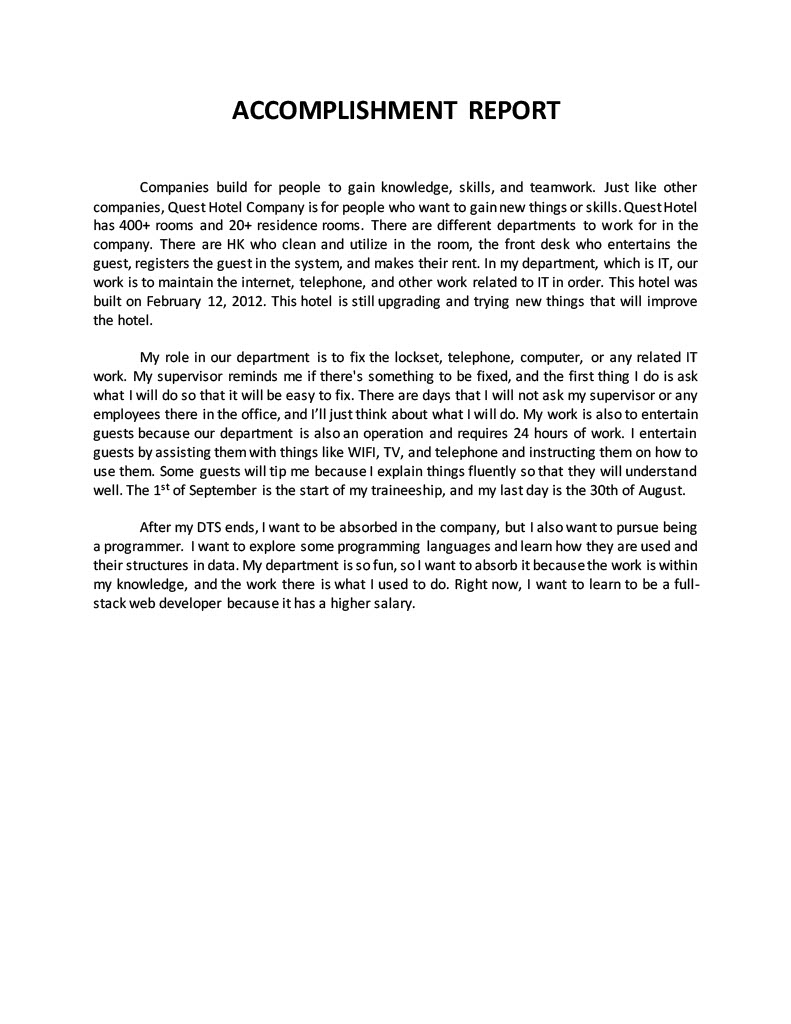 ACCOMPLISHMENT REPORT
Companies build for people to gain knowledge, skills, and teamwork. Just like other
companies, Quest Hotel Company is for people who want to gain new things or skills. Quest Hotel
has 400+ rooms and 20+ residence rooms. There are different departments to work for in the
company. There are HK who clean and utilize in the room, the front desk who entertains the
guest, registers the guest in the system, and makes their rent. In my department, which is IT, our
work is to maintain the internet, telephone, and other work related to IT in order. This hotel was
built on February 12, 2012. This hotel is still upgrading and trying new things that will improve
the hotel.
My role in our department is to fix the lockset, telephone, computer, or any related IT
work. My supervisor reminds me if there's something to be fixed, and the first thing I do is ask
what I will do so that it will be easy to fix. There are days that I will not ask my supervisor or any
employees there in the office, and I’ll just think about what I will do. My work is also to entertain
guests because our department is also an operation and requires 24 hours of work. I entertain
guests by assisting them with things like WIFI, TV, and telephone and instructing them on how to
use them. Some guests will tip me because I explain things fluently so that they will understand
well. The 1st of September is the start of my traineeship, and my last day is the 30th of August.
After my DTS ends, I want to be absorbed in the company, but I also want to pursue being
a programmer. I want to explore some programming languages and learn how they are used and
their structures in data. My department is so fun, so I want to absorb it because the work is within
my knowledge, and the work there is what I used to do. Right now, I want to learn to be a full-
stack web developer because it has a higher salary.